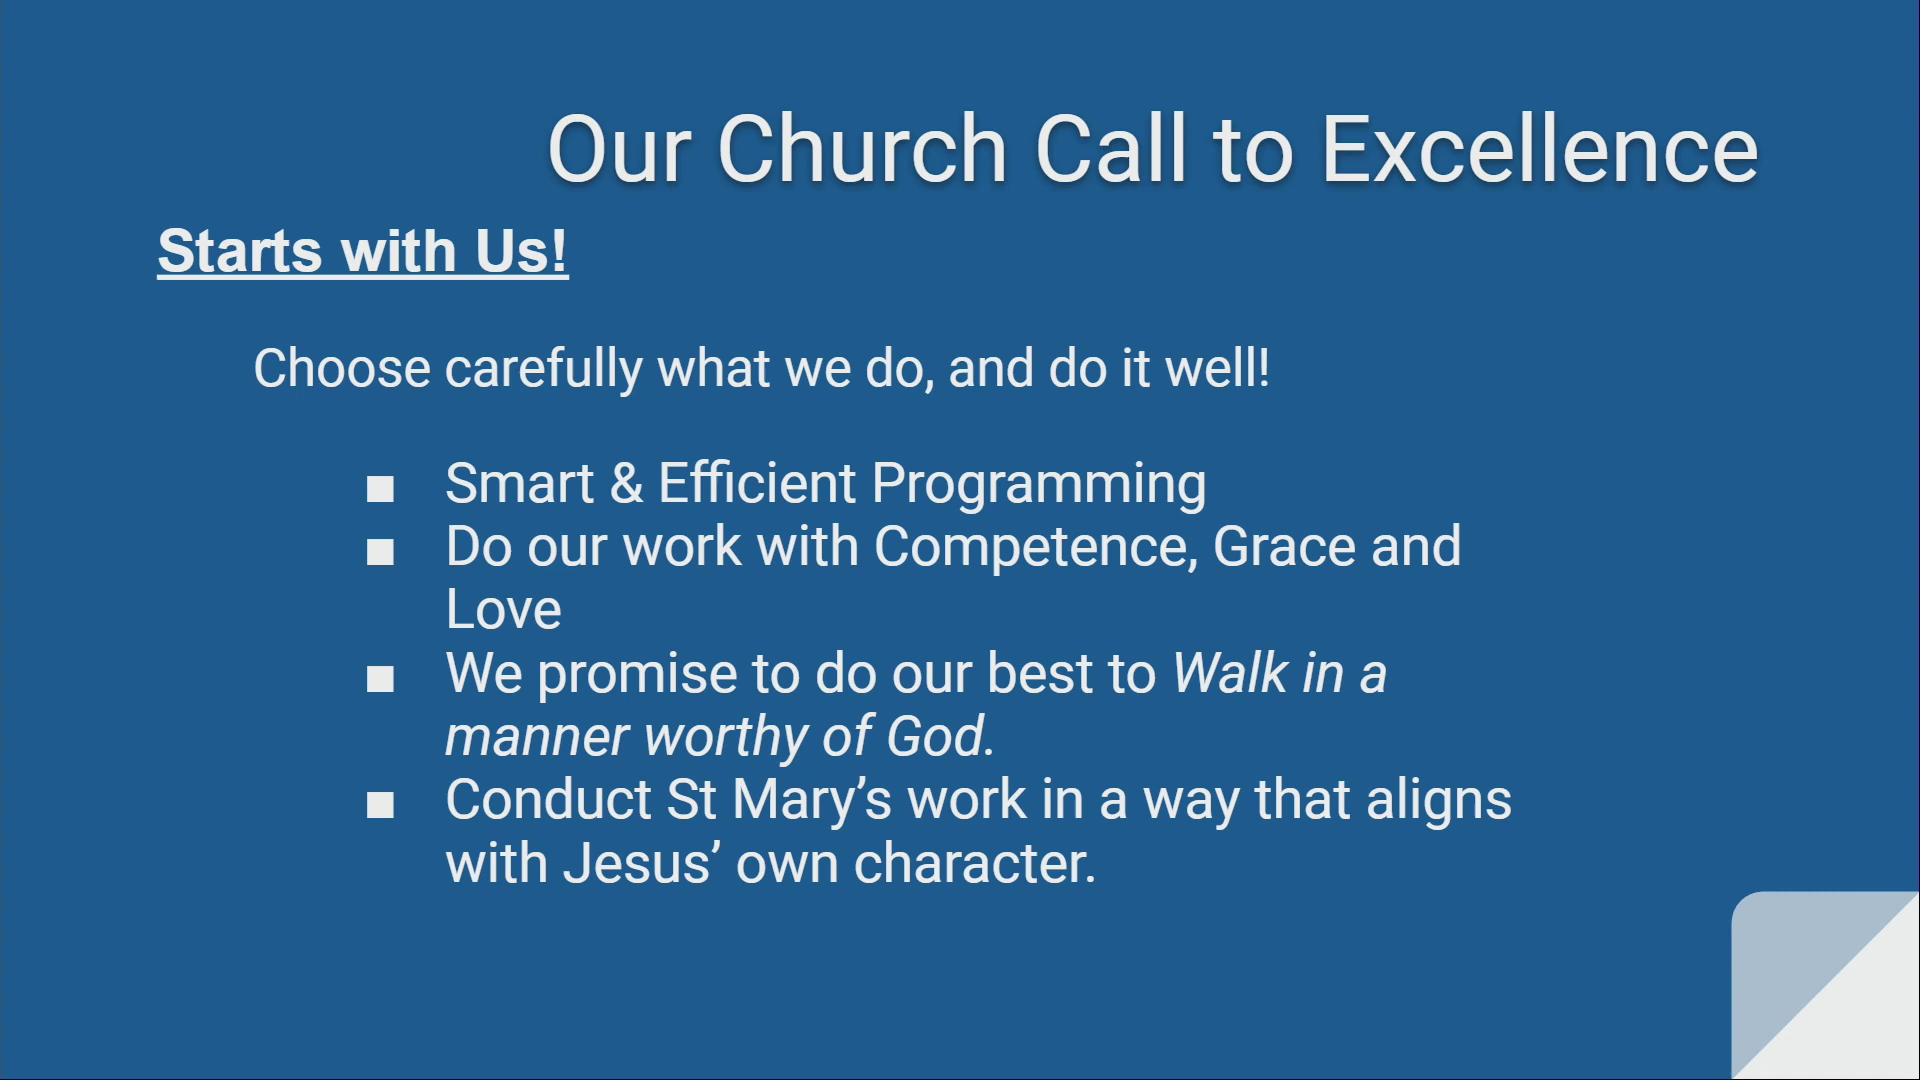 Our Church Call to Excellence
Starts with Us!
Choose carefully what we do, and do it well!
■ Smart & Efficient Programming
■ Do our work with Competence, Grace and
Love
■ We promise to do our best to Walk in a
manner worthy of God.
■ Conduct St Mary’s work in a way that aligns
with Jesus’ own character.